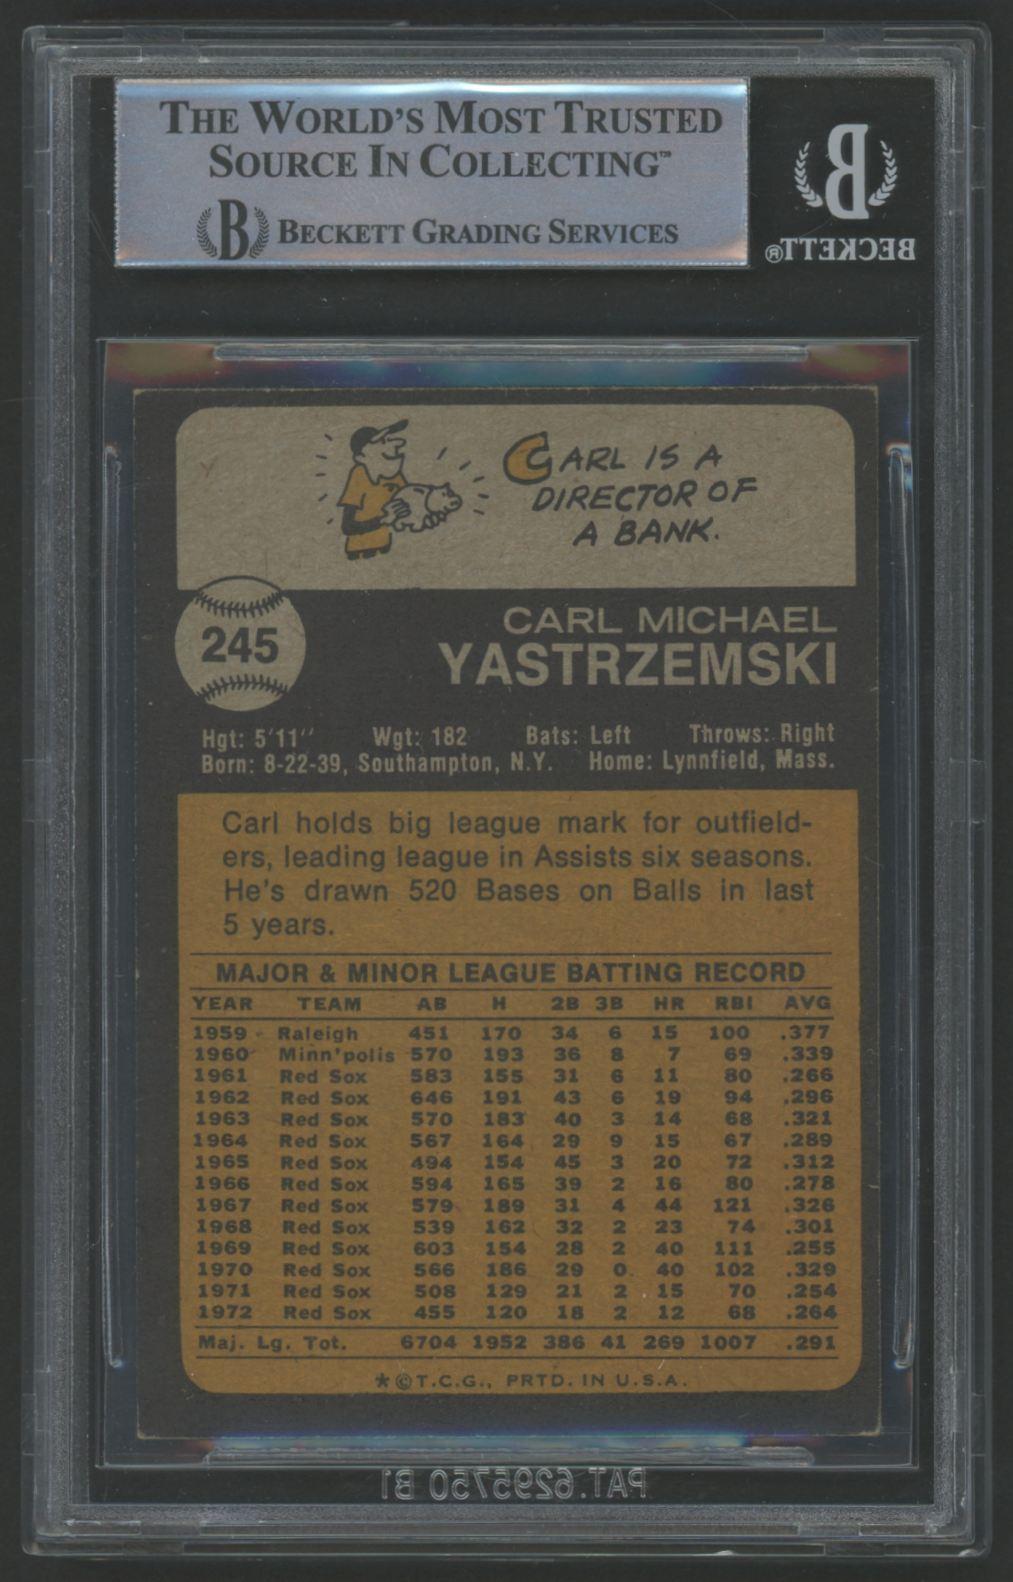 THE WORLD'S MOST TRUSTED
SOURCE IN COLLECTING™
B BECKETT GRADING SERVICES
B
BECKETT®
CARL IS A
DIRECTOR OF
A BANK.
245
CARL MICHAEL
YASTRZEMSKI
Hgt: 5'11'' Wgt: 182 Bats: Left Throws: Right
Born: 8-22-39, Southampton, N.Y. Home: Lynnfield, Mass.
Carl holds big league mark for outfield-
ers, leading league in Assists six seasons.
He's drawn 520 Bases on Balls in last
5 years.
MAJOR & MINOR LEAGUE BATTING RECORD
YEAR TEAM AB H 2B 3B HR RBI AVG
1959 Raleigh 451 170 34 6 15 100 .377
1960 Minn'polis 570 193 36 8 7 69 .339
1961 Red Sox 583 155 31 6 11 80 .266
1962 Red Sox 646 191 43 6 19 94 .296
1963 Red Sox 570 183 40 3 14 68 .321
1964 Red Sox 567 164 29 9 15 67 .289
1965 Red Sox 494 154 45 3 20 72 .312
1966 Red Sox 594 165 39 2 16 80 .278
1967 Red Sox 579 189 31 4 44 121 .326
1968 Red Sox 539 162 32 2 23 74 .301
1969 Red Sox 603 154 28 2 40 111 .255
1970 Red Sox 566 186 29 0 40 102 .329
1971 Red Sox 508 129 21 2 15 70 .254
1972 Red Sox 455 120 18 2 12 68 .264
Maj. Lg. Tot. 6704 1952 386 41 269 1007 .291
*©T.C.G., PRTD. IN U.S.A.
PAT.6295750 B1